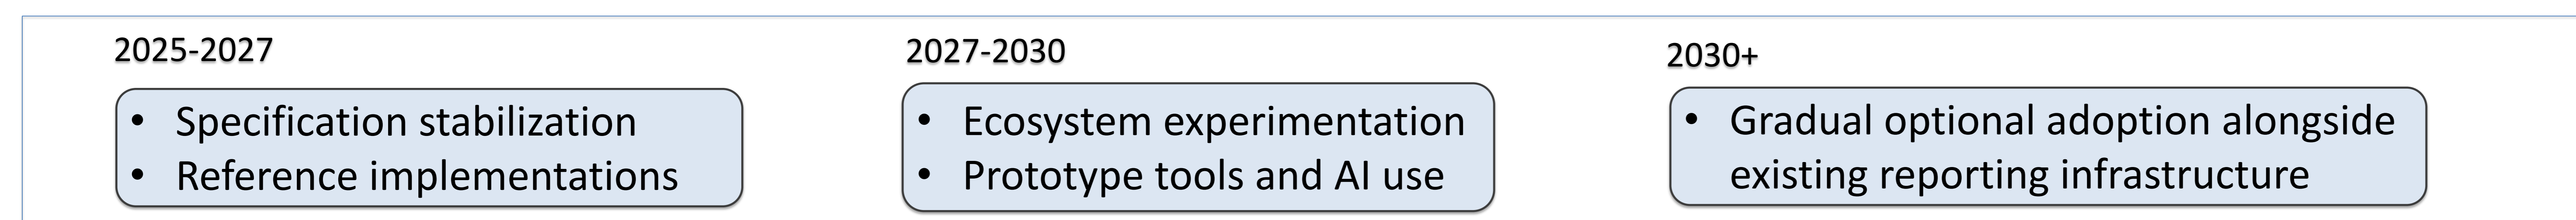 2025-2027
• Specification stabilization
• Reference implementations
2027-2030
• Ecosystem experimentation
• Prototype tools and AI use
2030+
• Gradual optional adoption alongside
existing reporting infrastructure